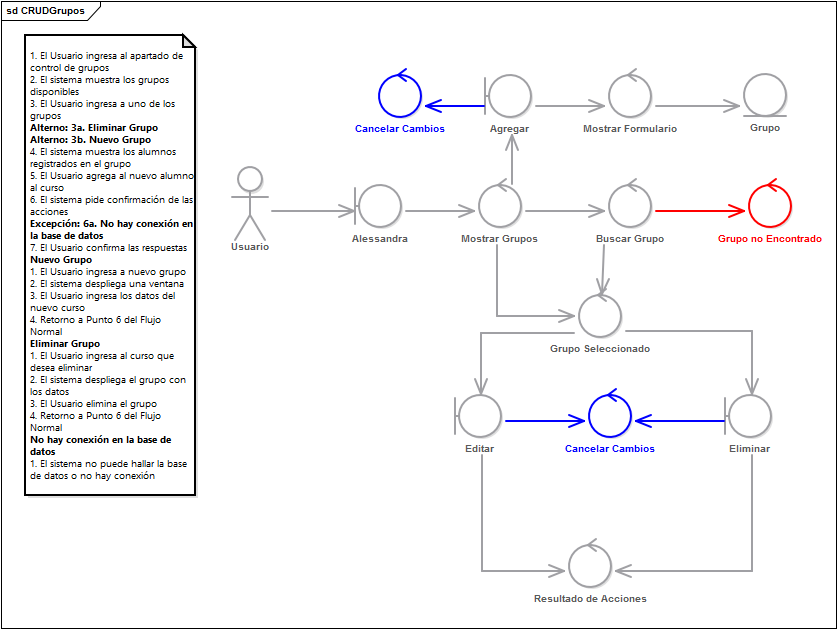 sd CRUDGrupos
1. El Usuario ingresa al apartado de
control de grupos
2. El sistema muestra los grupos
disponibles
3. El Usuario ingresa a uno de los
grupos
Alterno: 3a. Eliminar Grupo
Alterno: 3b. Nuevo Grupo
4. El sistema muestra los alumnos
registrados en el grupo
5. El Usuario agrega al nuevo alumno
al curso
6. El sistema pide confirmación de las
acciones
Excepción: 6a. No hay conexión en
la base de datos
7. El Usuario confirma las respuestas
Nuevo Grupo
1. El Usuario ingresa a nuevo grupo
2. El sistema despliega una ventana
3. El Usuario ingresa los datos del
nuevo curso
4. Retorno a Punto 6 del Flujo
Normal
Eliminar Grupo
1. El Usuario ingresa al curso que
desea eliminar
2. El sistema despliega el grupo con
los datos
3. El Usuario elimina el grupo
4. Retorno a Punto 6 del Flujo
Normal
No hay conexión en la base de
datos
1. El sistema no puede hallar la base
de datos o no hay conexión
Cancelar Cambios
Agregar
Mostrar Formulario
Grupo
Usuario
Alessandra
Mostrar Grupos
Buscar Grupo
Grupo no Encontrado
Grupo Seleccionado
Editar
Cancelar Cambios
Eliminar
Resultado de Acciones